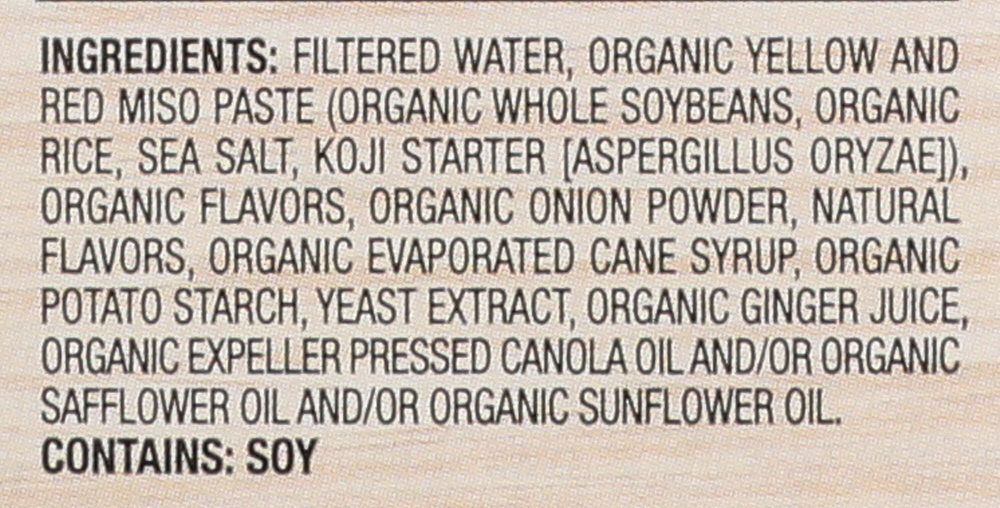 INGREDIENTS: FILTERED WATER, ORGANIC YELLOW AND
RED MISO PASTE (ORGANIC WHOLE SOYBEANS, ORGANIC
RICE, SEA SALT, KOJI STARTER [ASPERGILLUS ORYZAE]),
ORGANIC FLAVORS, ORGANIC ONION POWDER, NATURAL
FLAVORS, ORGANIC EVAPORATED CANE SYRUP, ORGANIC
POTATO STARCH, YEAST EXTRACT, ORGANIC GINGER JUICE,
ORGANIC EXPELLER PRESSED CANOLA OIL AND/OR ORGANIC
SAFFLOWER OIL AND/OR ORGANIC SUNFLOWER OIL.
CONTAINS: SOY